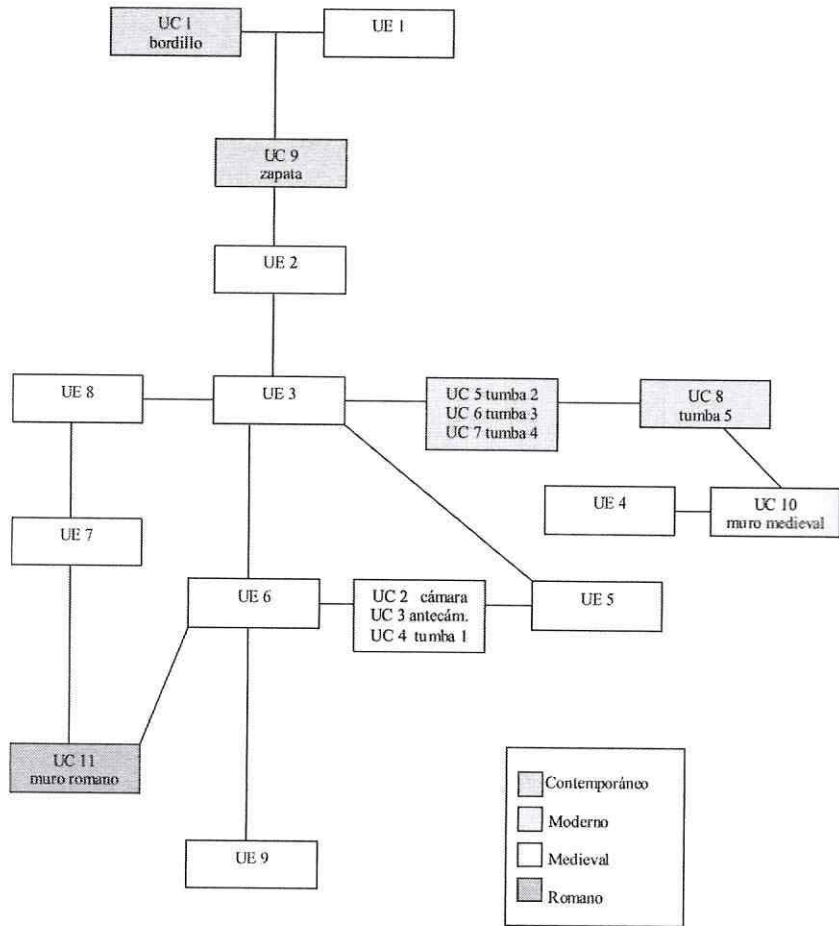 UC 1
bordillo
UE 1
UC 9
zapata
UE 2
UE 8
UE 3
UC 5 tumba 2
UC 6 tumba 3
UC 7 tumba 4
UC 8
tumba 5
UE 4
UC 10
muro medieval
UE 7
UE 6
UC 2 cámara
UC 3 antecám.
UC 4 tumba 1
UE 5
UC 11
muro romano
UE 9
Contemporáneo
Moderno
Medieval
Romano